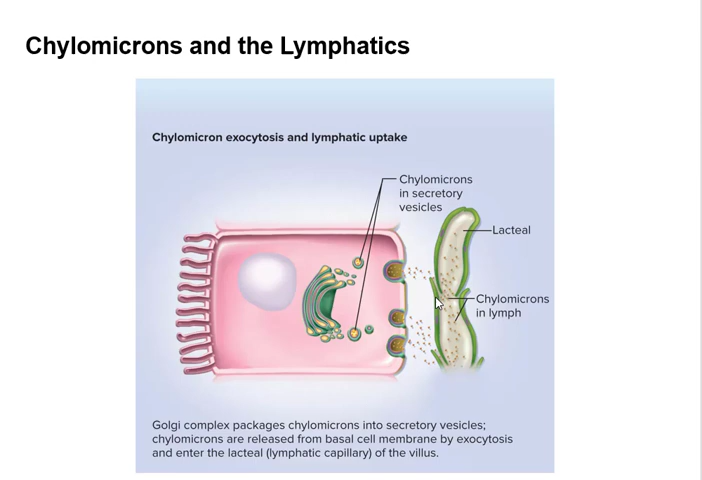 Chylomicrons and the Lymphatics
Chylomicron exocytosis and lymphatic uptake
Chylomicrons
in secretory
vesicles
Lacteal
Chylomicrons
in lymph
Golgi complex packages chylomicrons into secretory vesicles;
chylomicrons are released from basal cell membrane by exocytosis
and enter the lacteal (lymphatic capillary) of the villus.